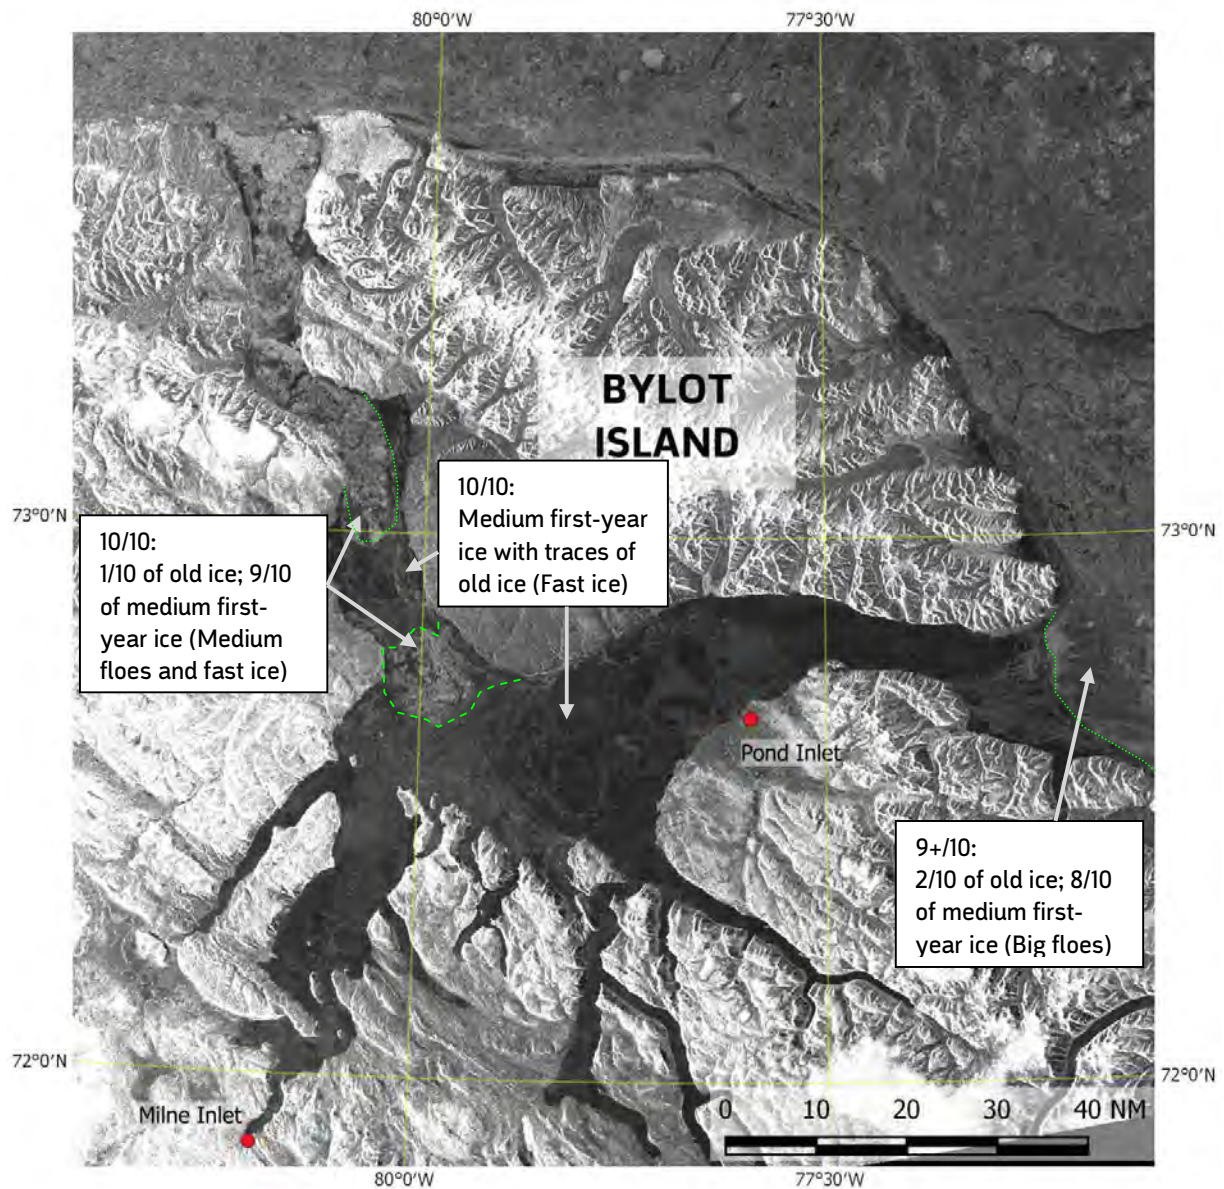 80°0'W
77°30'W
BYLOT
ISLAND
10/10:
Medium first-year
ice with traces of
old ice (Fast ice)
73°0'N
73°0'N
10/10:
1/10 of old ice; 9/10
of medium first-
year ice (Medium
floes and fast ice)
Pond Inlet
9+/10:
2/10 of old ice; 8/10
of medium first-
year ice (Big floes)
72°0'N
72°0'N
Milne Inlet
0 10 20 30 40 NM
80°0'W
77°30'W